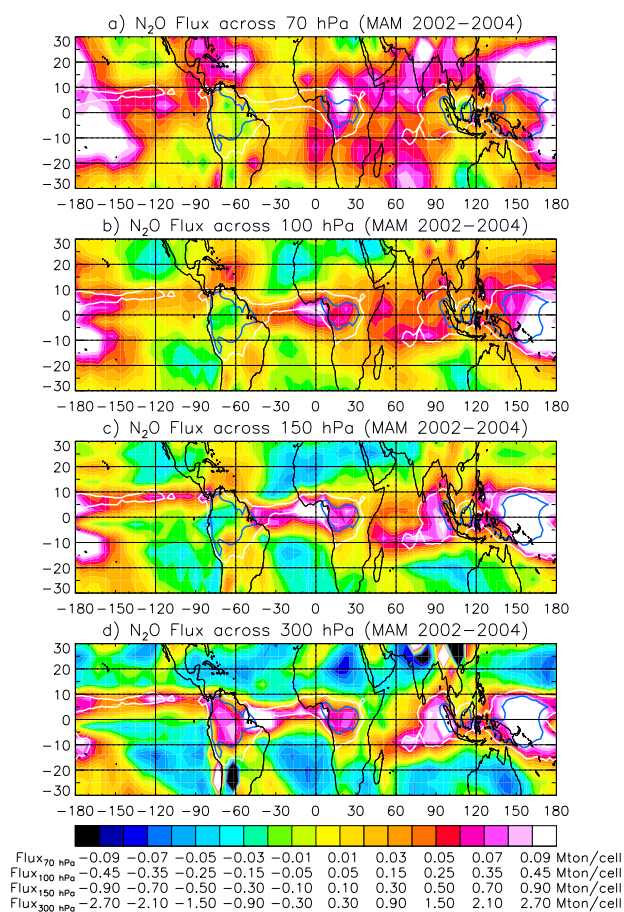 a) N₂O Flux across 70 hPa (MAM 2002−2004)
30
20
10
0
−10
−20
−30
−180 −150 −120 −90 −60 −30 0 30 60 90 120 150 180
b) N₂O Flux across 100 hPa (MAM 2002−2004)
30
20
10
0
−10
−20
−30
−180 −150 −120 −90 −60 −30 0 30 60 90 120 150 180
c) N₂O Flux across 150 hPa (MAM 2002−2004)
30
20
10
0
−10
−20
−30
−180 −150 −120 −90 −60 −30 0 30 60 90 120 150 180
d) N₂O Flux across 300 hPa (MAM 2002−2004)
30
20
10
0
−10
−20
−30
−180 −150 −120 −90 −60 −30 0 30 60 90 120 150 180
Flux70 hPa −0.09 −0.07 −0.05 −0.03 −0.01 0.01 0.03 0.05 0.07 0.09 Mton/cell
Flux100 hPa −0.45 −0.35 −0.25 −0.15 −0.05 0.05 0.15 0.25 0.35 0.45 Mton/cell
Flux150 hPa −0.90 −0.70 −0.50 −0.30 −0.10 0.10 0.30 0.50 0.70 0.90 Mton/cell
Flux300 hPa −2.70 −2.10 −1.50 −0.90 −0.30 0.30 0.90 1.50 2.10 2.70 Mton/cell